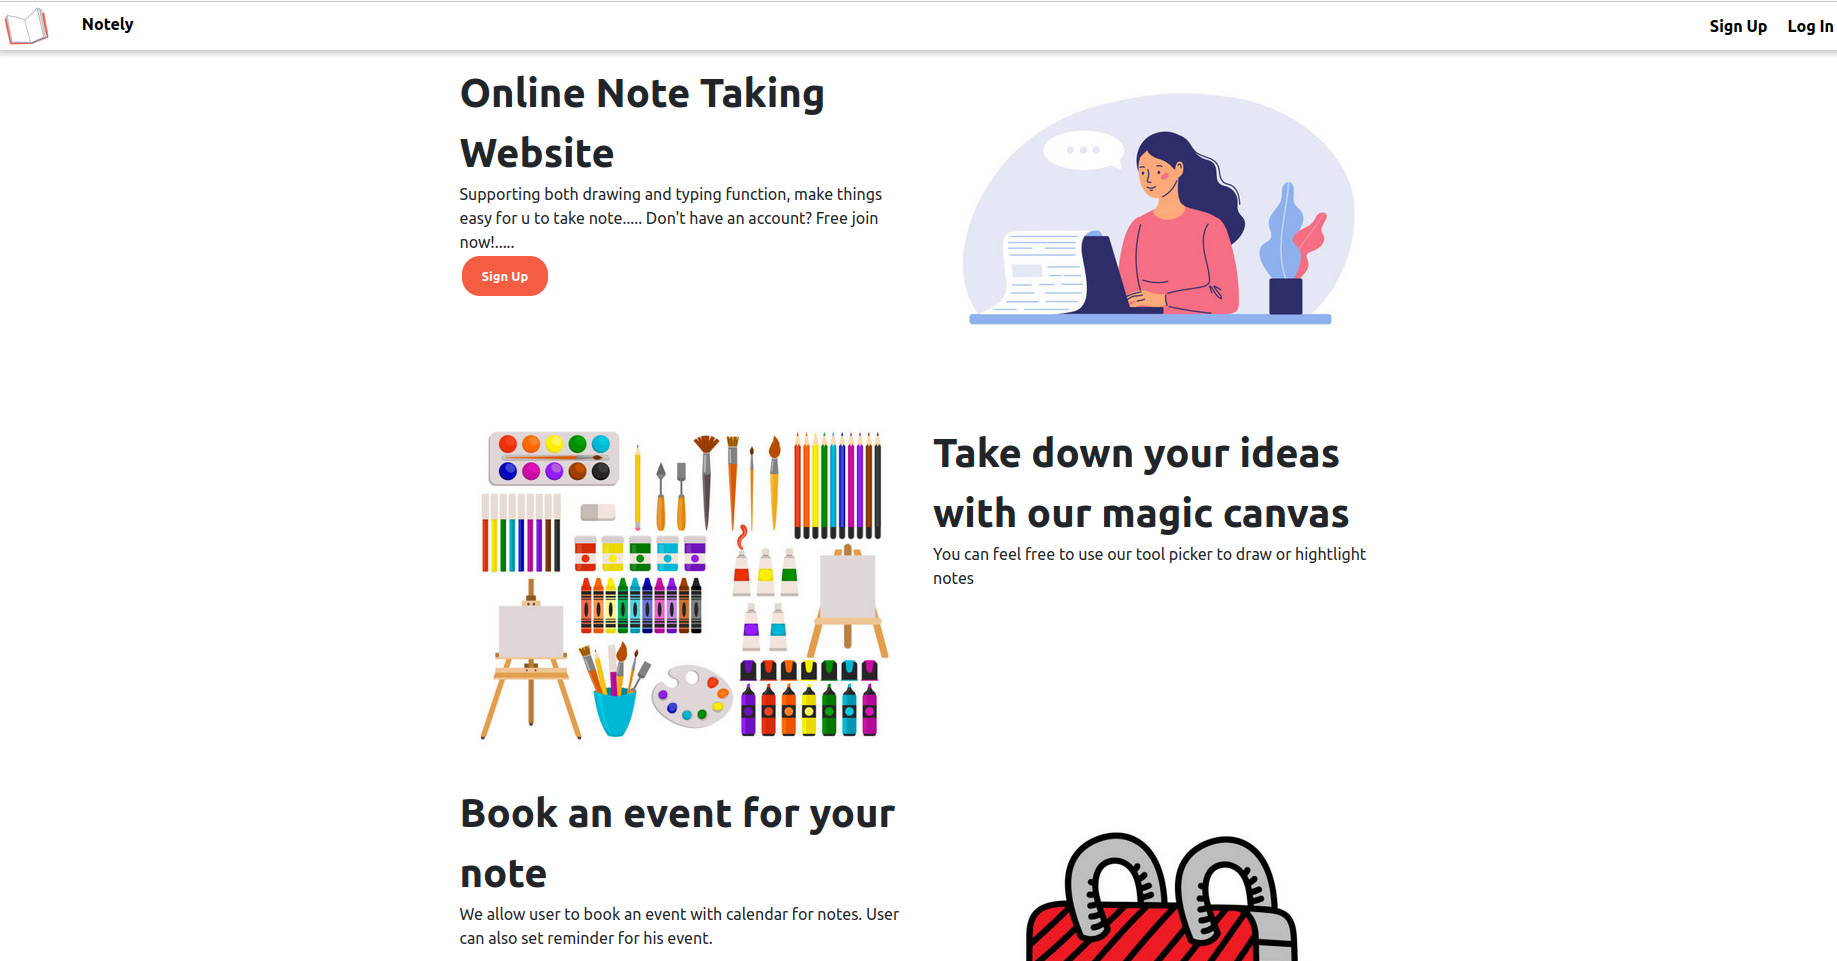 Notely
Sign Up
Log In
Online Note Taking
Website
Supporting both drawing and typing function, make things
easy for u to take note..... Don't have an account? Free join
now!.....
Sign Up
Take down your ideas
with our magic canvas
You can feel free to use our tool picker to draw or hightlight
notes
Book an event for your
note
We allow user to book an event with calendar for notes. User
can also set reminder for his event.